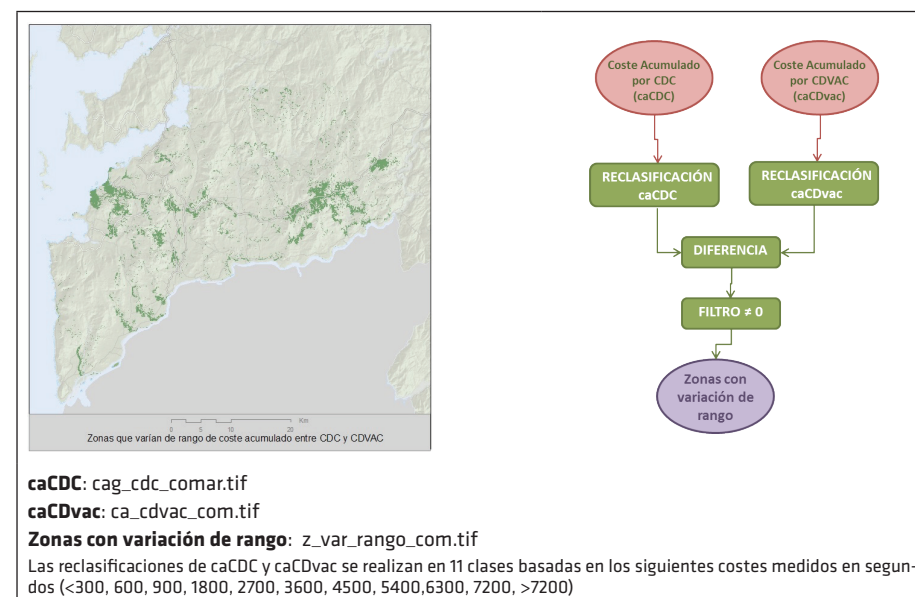 0 5 10 20 Km
Zonas que varían de rango de coste acumulado entre CDC y CDVAC
Coste Acumulado
por CDC
(caCDC)
Coste Acumulado
por CDVAC
(caCDvac)
RECLASIFICACIÓN
caCDC
RECLASIFICACIÓN
caCDvac
DIFERENCIA
FILTRO ≠ 0
Zonas con
variación de
rango
caCDC: cag_cdc_comar.tif
caCDvac: ca_cdvac_com.tif
Zonas con variación de rango: z_var_rango_com.tif
Las reclasificaciones de caCDC y caCDvac se realizan en 11 clases basadas en los siguientes costes medidos en segun-
dos (<300, 600, 900, 1800, 2700, 3600, 4500, 5400,6300, 7200, >7200)